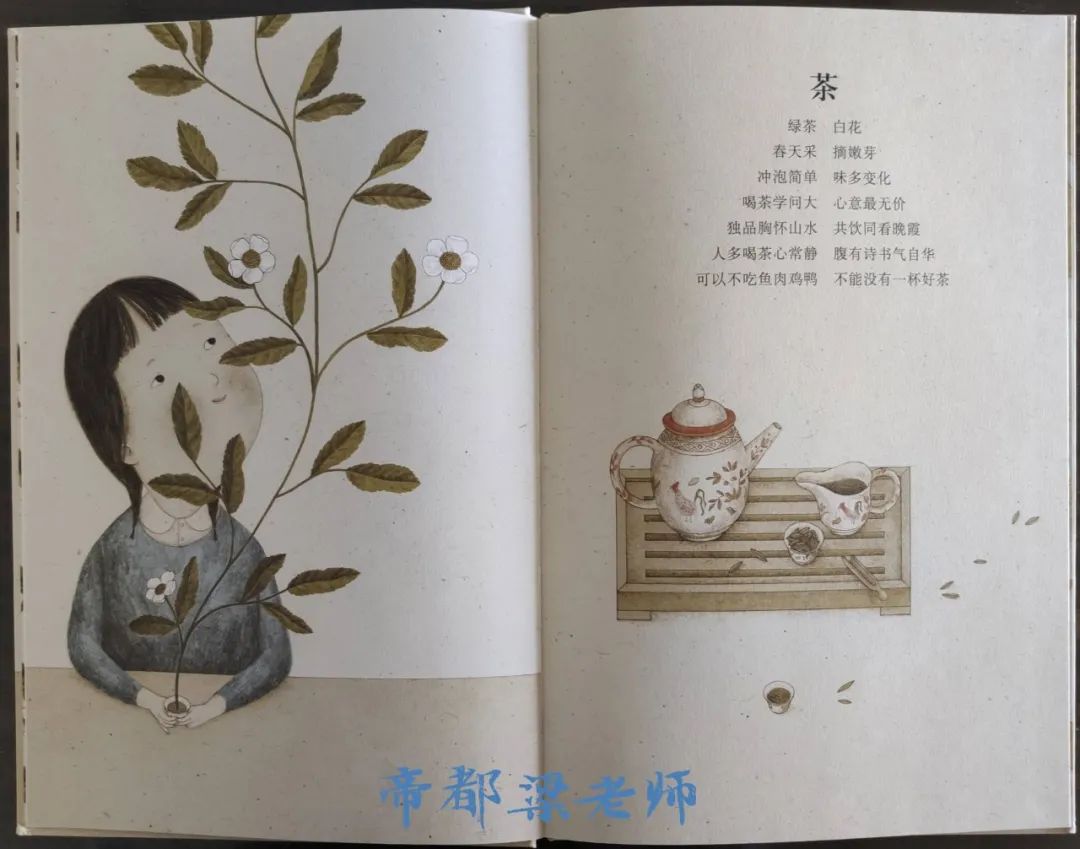 茶
绿茶 白花
春天采 摘嫩芽
冲泡简单 味多变化
喝茶学问大 心意最无价
独品胸怀山水 共饮同看晚霞
人多喝茶心常静 腹有诗书气自华
可以不吃鱼肉鸡鸭 不能没有一杯好茶
帝都梁老师